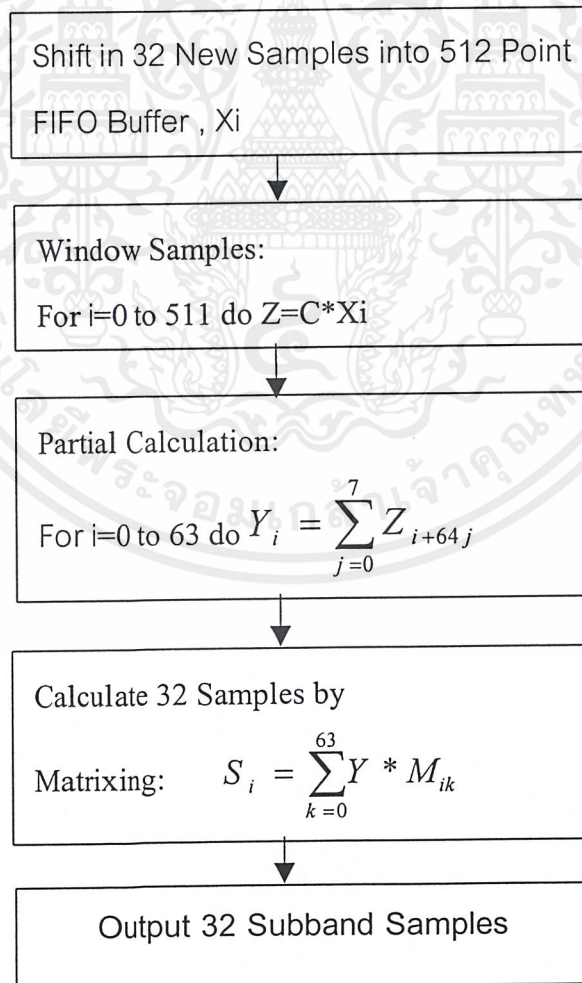 Shift in 32 New Samples into 512 Point
FIFO Buffer , Xi
Window Samples:
For i=0 to 511 do Z=C*Xi
Partial Calculation:
For i=0 to 63 do Y_i = \sum_{j=0}^{7} Z_{i+64j}
Calculate 32 Samples by
Matrixing: S_i = \sum_{k=0}^{63} Y * M_{ik}
Output 32 Subband Samples